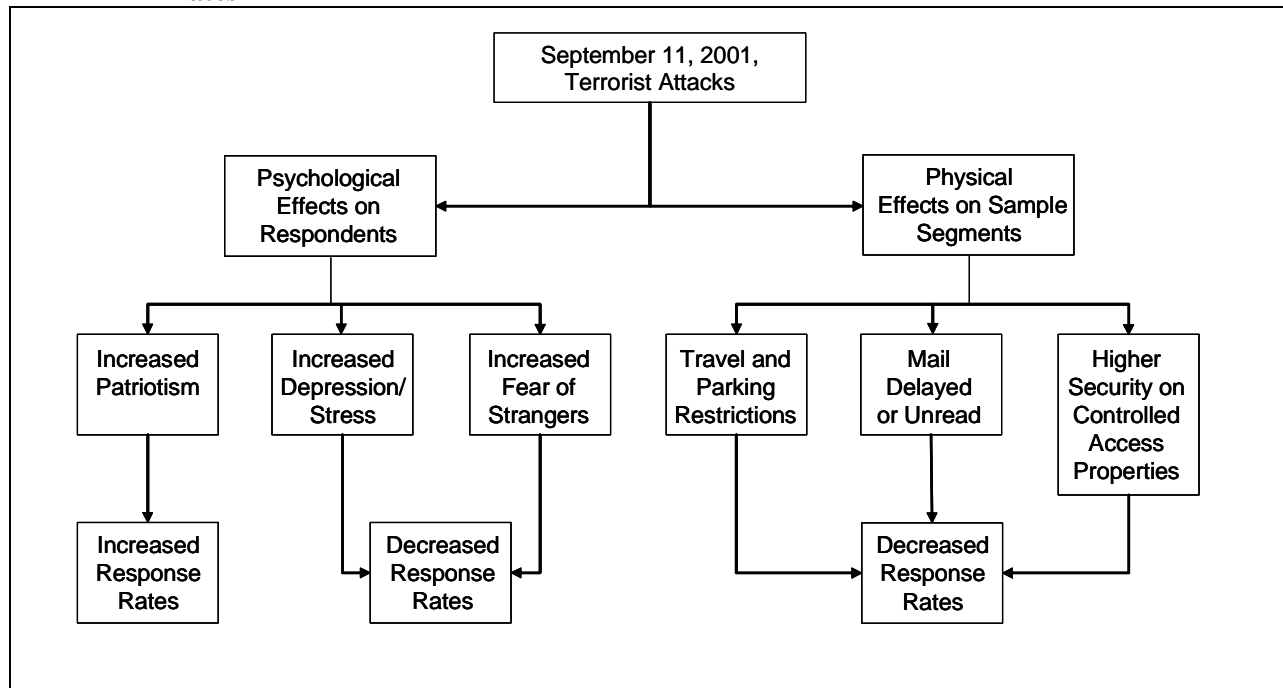 September 11, 2001,
Terrorist Attacks
Psychological
Effects on
Respondents
Physical
Effects on Sample
Segments
Increased
Patriotism
Increased
Depression/
Stress
Increased
Fear of
Strangers
Travel and
Parking
Restrictions
Mail
Delayed
or Unread
Higher
Security on
Controlled
Access
Properties
Increased
Response
Rates
Decreased
Response
Rates
Decreased
Response
Rates